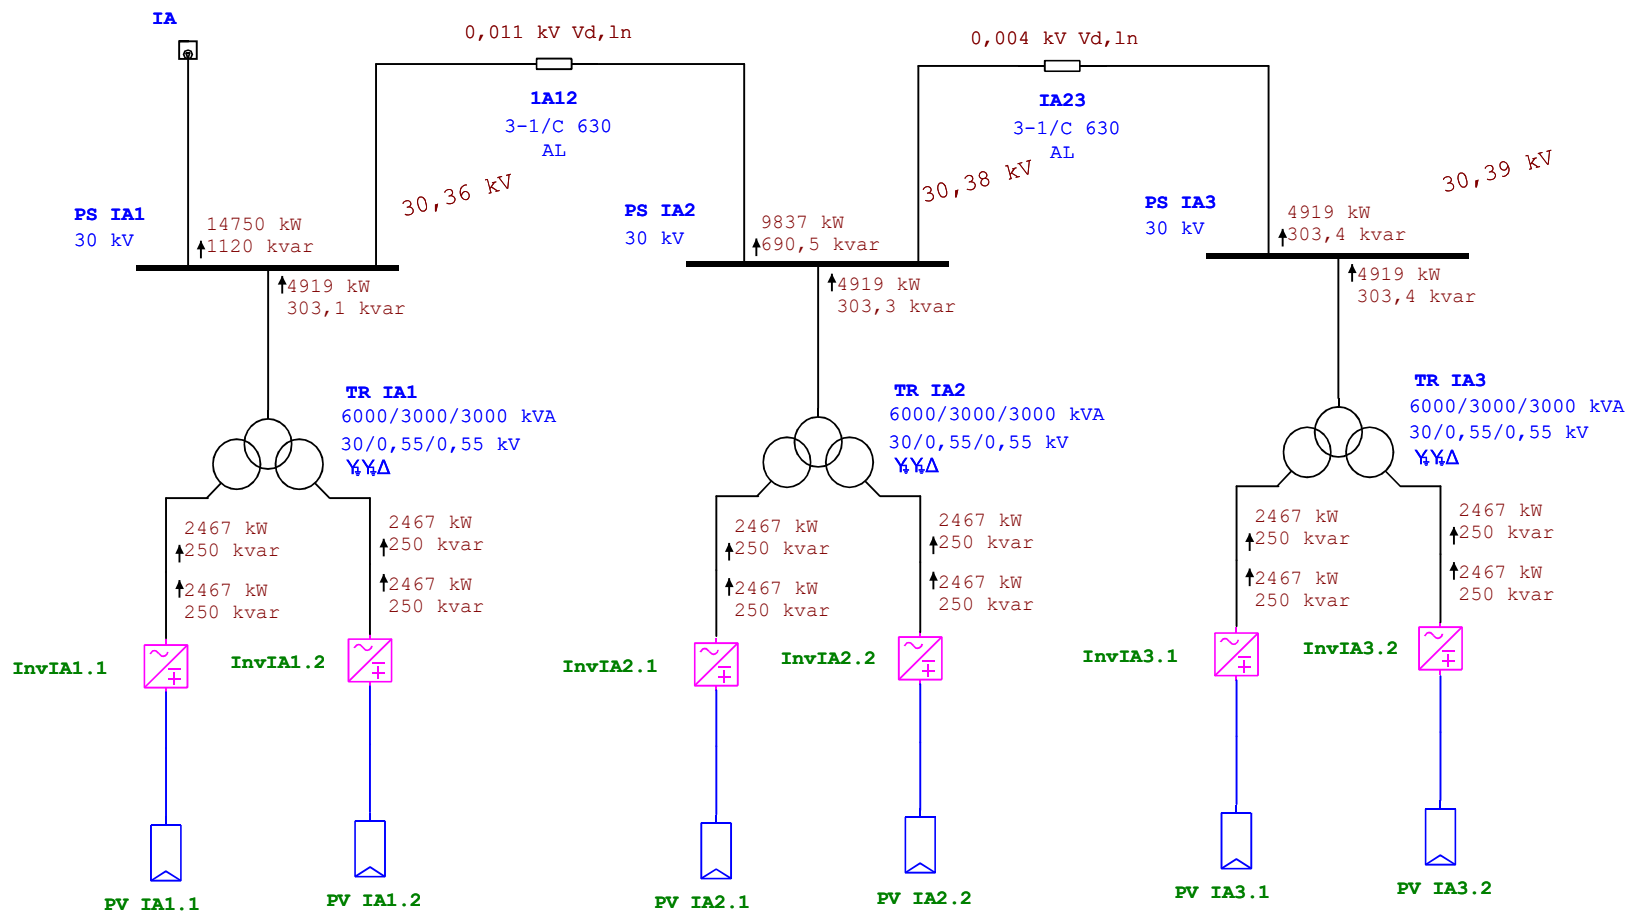 IA
0,011 kV Vd,ln
0,004 kV Vd,ln
1A12
3-1/C 630
AL
IA23
3-1/C 630
AL
30,36 kV
30,38 kV
30,39 kV
PS IA1
30 kV
14750 kW
1120 kvar
PS IA2
30 kV
9837 kW
690,5 kvar
PS IA3
30 kV
4919 kW
303,4 kvar
4919 kW
303,1 kvar
4919 kW
303,3 kvar
4919 kW
303,4 kvar
TR IA1
6000/3000/3000 kVA
30/0,55/0,55 kV
TR IA2
6000/3000/3000 kVA
30/0,55/0,55 kV
TR IA3
6000/3000/3000 kVA
30/0,55/0,55 kV
2467 kW
250 kvar
2467 kW
250 kvar
2467 kW
250 kvar
2467 kW
250 kvar
2467 kW
250 kvar
2467 kW
250 kvar
2467 kW
250 kvar
2467 kW
250 kvar
2467 kW
250 kvar
2467 kW
250 kvar
2467 kW
250 kvar
2467 kW
250 kvar
InvIA1.1
InvIA1.2
InvIA2.1
InvIA2.2
InvIA3.1
InvIA3.2
PV IA1.1
PV IA1.2
PV IA2.1
PV IA2.2
PV IA3.1
PV IA3.2